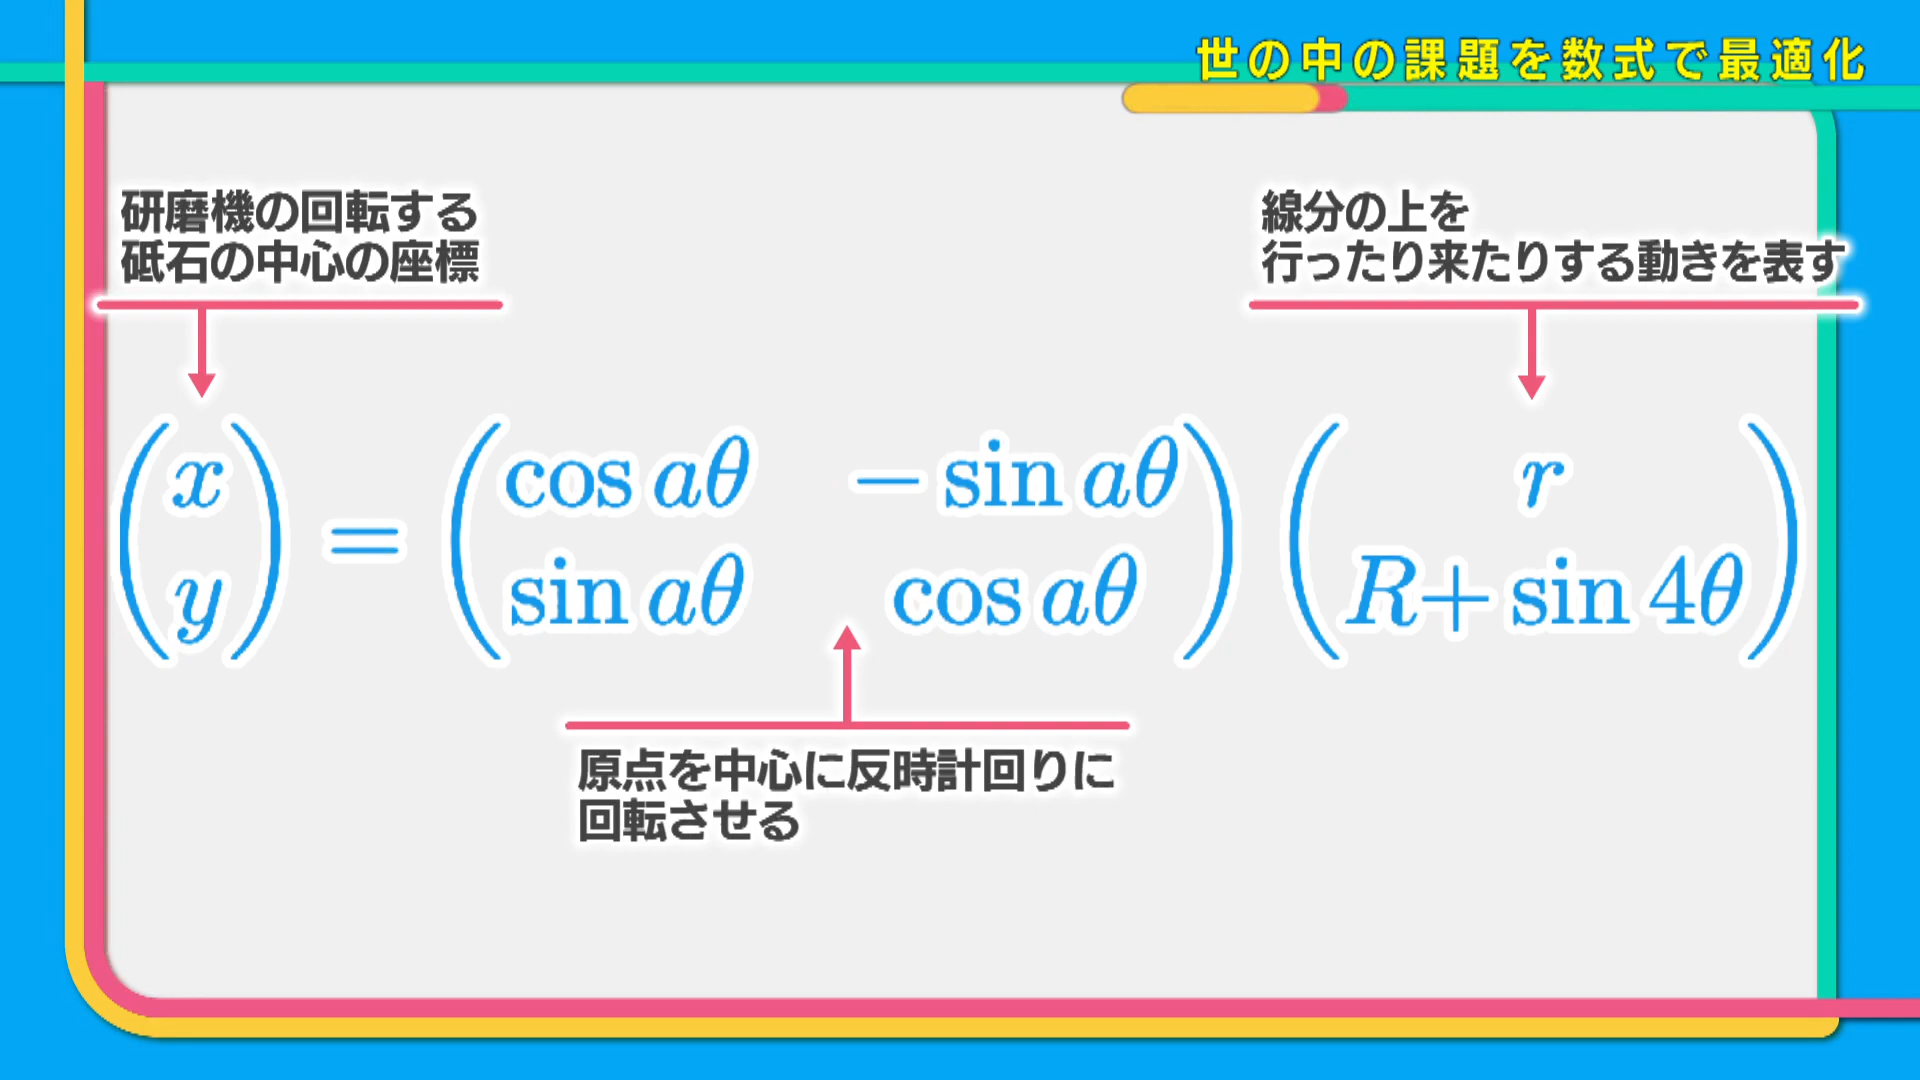 世の中の課題を数式で最適化
研磨機の回転する
砥石の中心の座標
線分の上を
行ったり来たりする動きを表す
(x y) = (cos aθ −sin aθ sin aθ cos aθ) (r R+ sin 4θ)
原点を中心に反時計回りに
回転させる